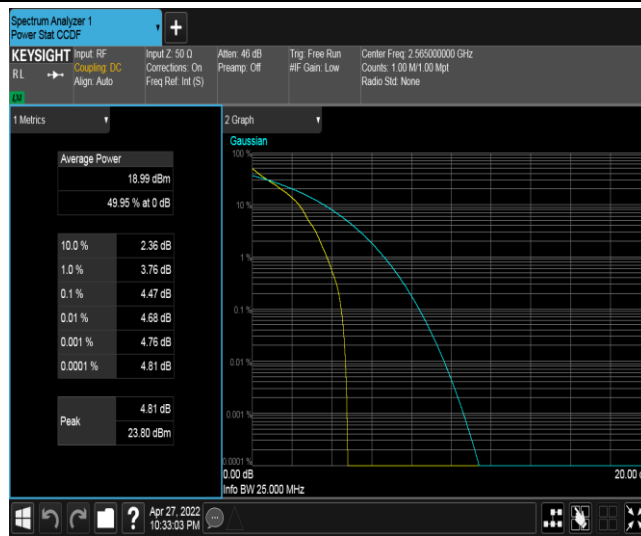 Spectrum Analyzer 1
Power Stat CCDF
KEYSIGHT
RL
LXI
Input: RF
Coupling: DC
Align: Auto
Input Z: 50 Ω
Corrections: On
Freq Ref: Int (S)
Atten: 46 dB
Preamp: Off
Trig: Free Run
#IF Gain: Low
Center Freq: 2.565000000 GHz
Counts: 1.00 M/1.00 Mpt
Radio Std: None
1 Metrics
Average Power
18.99 dBm
49.95 % at 0 dB
10.0 % 2.36 dB
1.0 % 3.76 dB
0.1 % 4.47 dB
0.01 % 4.68 dB
0.001 % 4.76 dB
0.0001 % 4.81 dB
Peak
4.81 dB
23.80 dBm
2 Graph
Gaussian
100 %
10 %
1 %
0.1 %
0.01 %
0.001 %
0.0001 %
0.00 dB
20.00
Info BW 25.000 MHz
Apr 27, 2022
10:33:03 PM